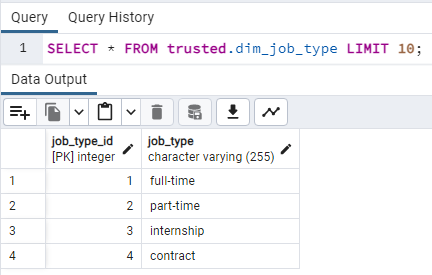 Query Query History
1 SELECT * FROM trusted.dim_job_type LIMIT 10;
Data Output
job_type_id job_type
[PK] integer character varying (255)
1 1 full-time
2 2 part-time
3 3 internship
4 4 contract